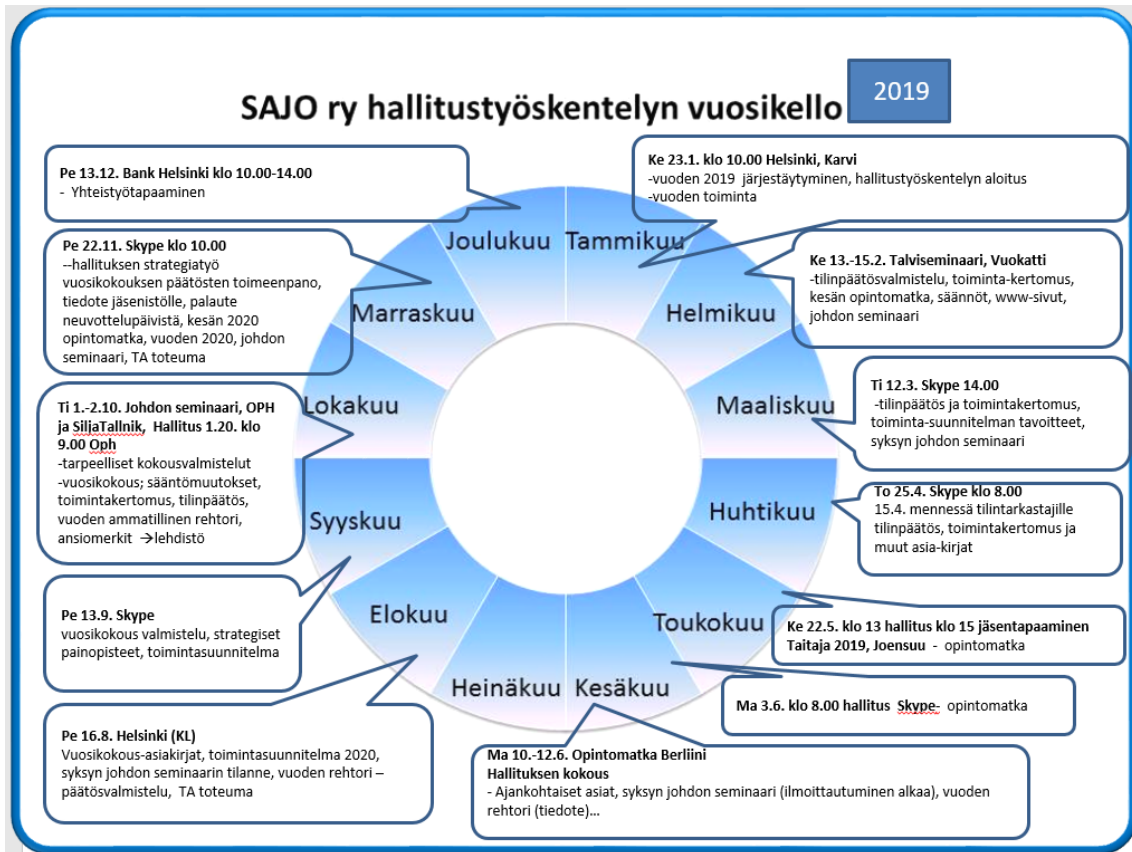 SAJO ry hallitustyöskentelyn vuosikello
2019
Ke 23.1. klo 10.00 Helsinki, Karvi
-vuoden 2019 järjestäytyminen, hallitustyöskentelyn aloitus
-vuoden toiminta
Ke 13.-15.2. Talviseminaari, Vuokatti
-tilinpäätösvalmistelu, toiminta-kertomus,
kesän opintomatka, säännöt, www-sivut,
johdon seminaari
Ti 12.3. Skype 14.00
-tilinpäätös ja toimintakertomus,
toiminta-suunnitelman tavoitteet,
syksyn johdon seminaari
To 25.4. Skype klo 8.00
15.4. mennessä tilintarkastajille
tilinpäätös, toimintakertomus ja
muut asia-kirjat
Ke 22.5. klo 13 hallitus klo 15 jäsentapaaminen
Taitaja 2019, Joensuu - opintomatka
Ma 3.6. klo 8.00 hallitus Skype- opintomatka
Ma 10.-12.6. Opintomatka Berliini
Hallituksen kokous
- Ajankohtaiset asiat, syksyn johdon seminaari (ilmoittautuminen alkaa), vuoden
rehtori (tiedote)...
Pe 16.8. Helsinki (KL)
Vuosikokous-asiakirjat, toimintasuunnitelma 2020,
syksyn johdon seminaarin tilanne, vuoden rehtori –
päätösvalmistelu, TA toteuma
Pe 13.9. Skype
vuosikokous valmistelu, strategiset
painopisteet, toimintasuunnitelma
Ti 1.-2.10. Johdon seminaari, OPH
ja SiljaTallnik, Hallitus 1.20. klo
9.00 Oph
-tarpeelliset kokousvalmistelut
-vuosikokous; sääntömuutokset,
toimintakertomus, tilinpäätös,
vuoden ammatillinen rehtori,
ansiomerkit →lehdistö
Pe 22.11. Skype klo 10.00
--hallituksen strategiatyö
vuosikokouksen päätösten toimeenpano,
tiedote jäsenistölle, palaute
neuvottelupäivistä, kesän 2020
opintomatka, vuoden 2020, johdon
seminaari, TA toteuma
Pe 13.12. Bank Helsinki klo 10.00-14.00
- Yhteistyötapaaminen
Tammikuu
Helmikuu
Maaliskuu
Huhtikuu
Toukokuu
Kesäkuu
Heinäkuu
Elokuu
Syyskuu
Lokakuu
Marraskuu
Joulukuu